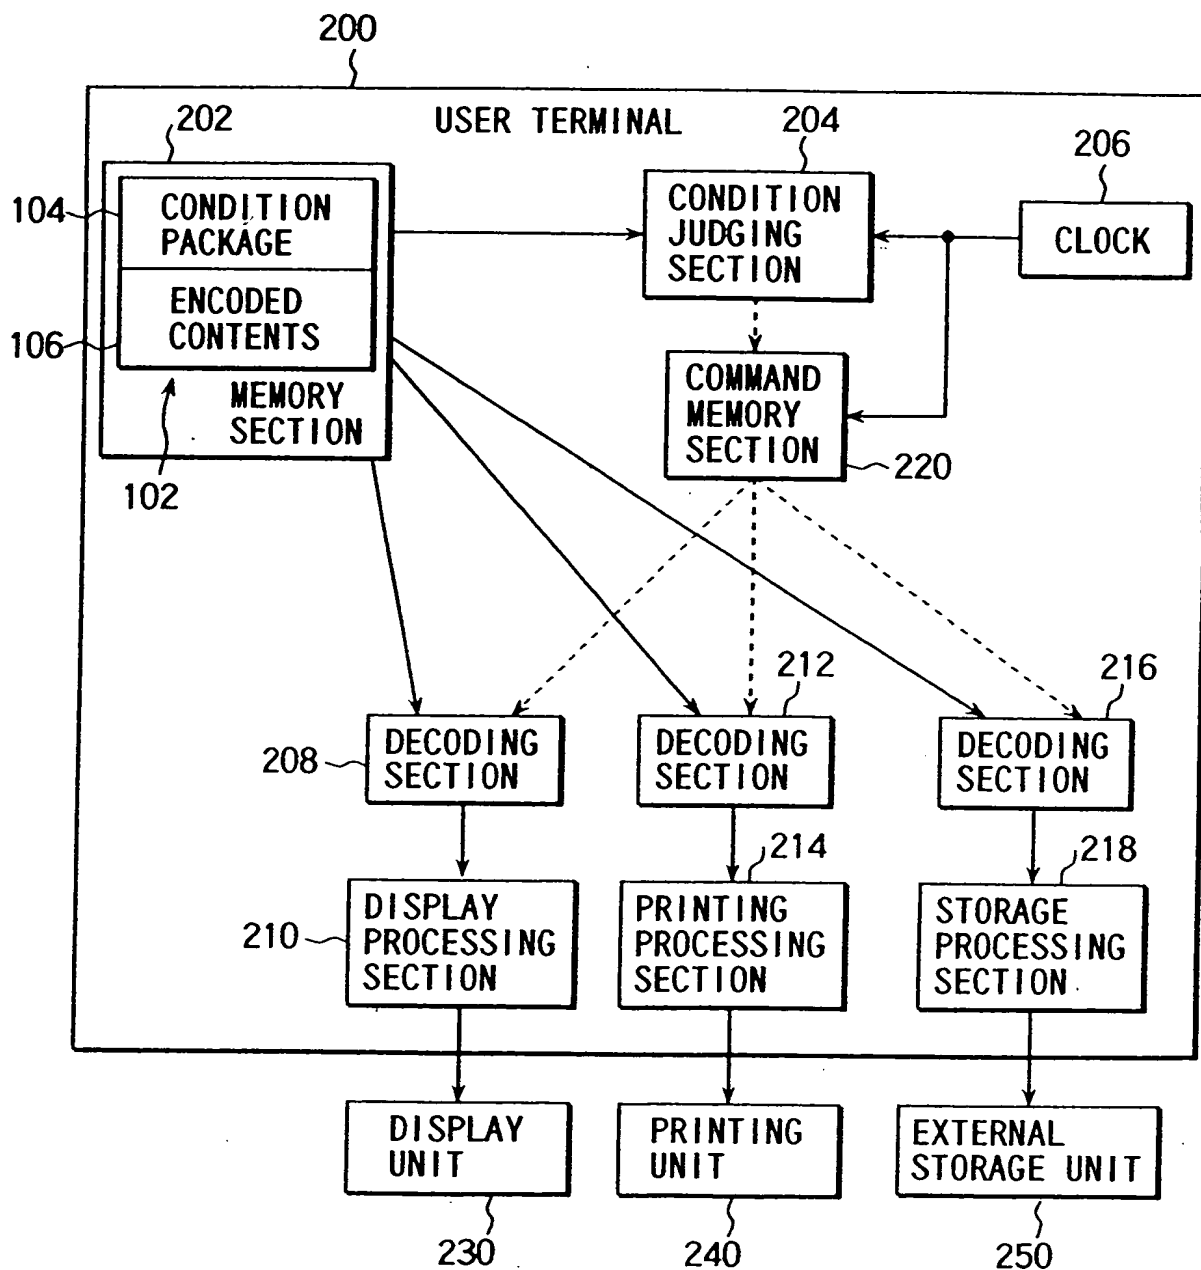 200
USER TERMINAL
202
204
206
104
CONDITION
PACKAGE
CONDITION
JUDGING
SECTION
CLOCK
106
ENCODED
CONTENTS
MEMORY
SECTION
102
COMMAND
MEMORY
SECTION
220
212
216
208
DECODING
SECTION
DECODING
SECTION
DECODING
SECTION
214
218
210
DISPLAY
PROCESSING
SECTION
PRINTING
PROCESSING
SECTION
STORAGE
PROCESSING
SECTION
DISPLAY
UNIT
PRINTING
UNIT
EXTERNAL
STORAGE UNIT
230
240
250